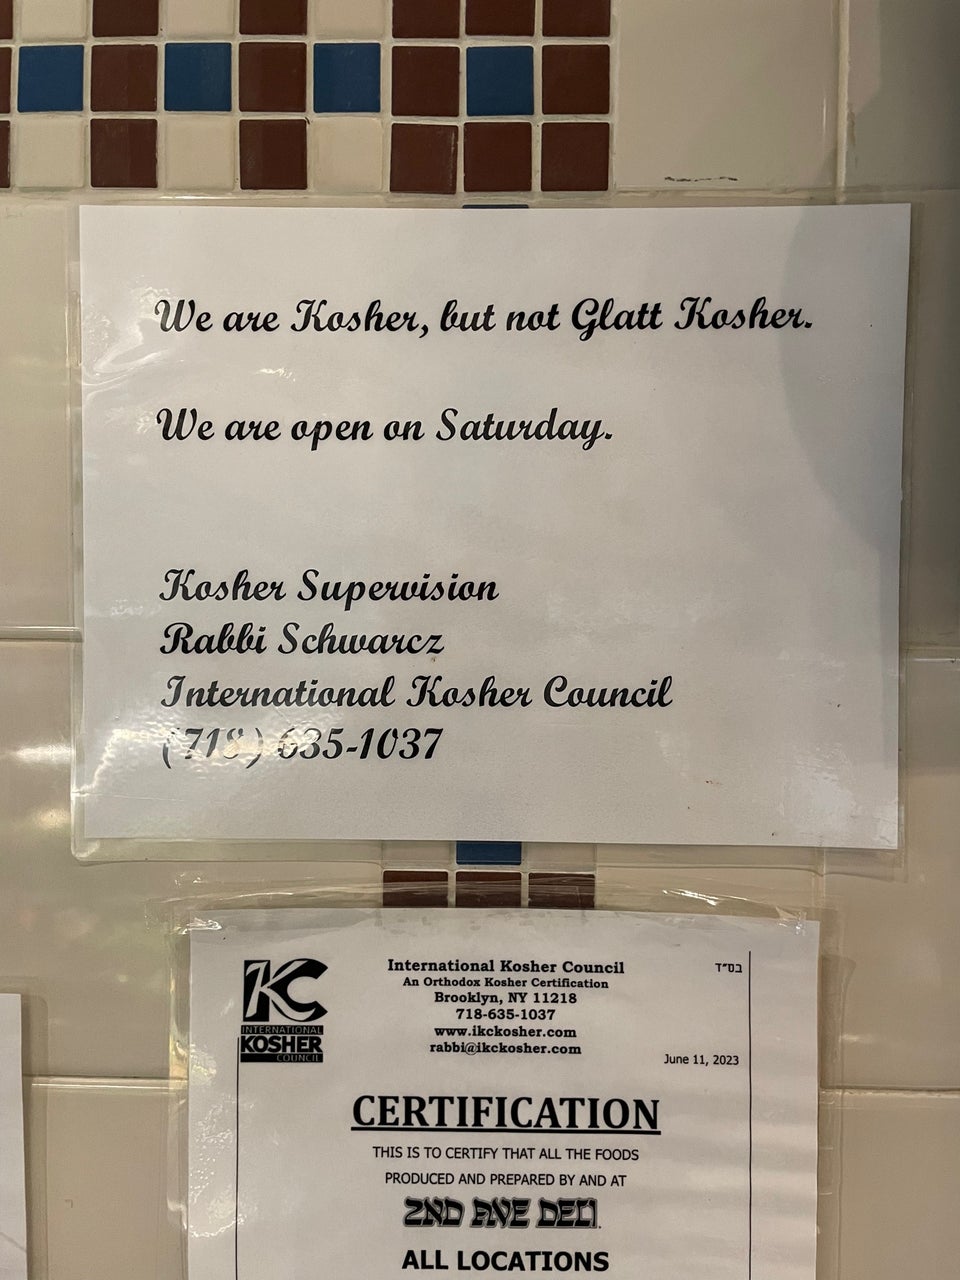 We are Kosher, but not Glatt Kosher.
We are open on Saturday.
Kosher Supervision
Rabbi Schwarcz
International Kosher Council
(718) 635-1037
KC
INTERNATIONAL
KOSHER
COUNCIL
International Kosher Council
An Orthodox Kosher Certification
Brooklyn, NY 11218
718-635-1037
www.ikckosher.com
rabbi@ikckosher.com
בס״ד
June 11, 2023
CERTIFICATION
THIS IS TO CERTIFY THAT ALL THE FOODS
PRODUCED AND PREPARED BY AND AT
2ND AVE DELI.
ALL LOCATIONS